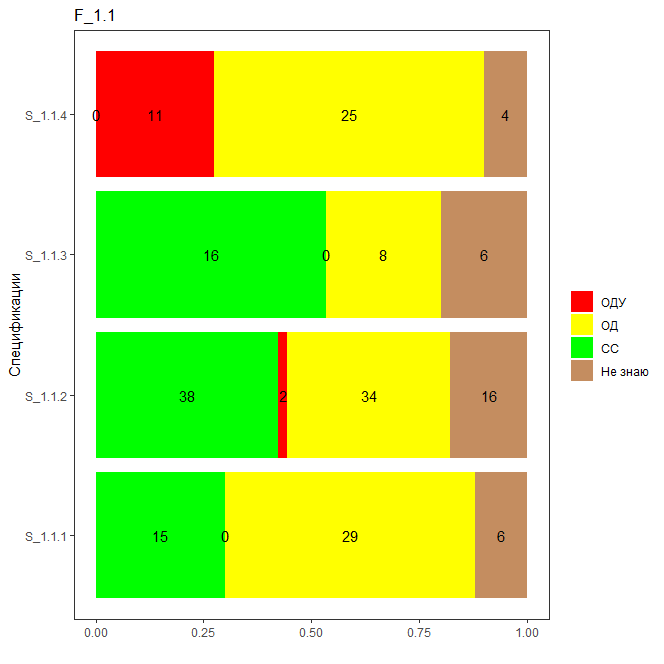 F_1.1
Спецификации
S_1.1.4
0 11 25 4
S_1.1.3
16 0 8 6
S_1.1.2
38 2 34 16
S_1.1.1
15 0 29 6
0.00 0.25 0.50 0.75 1.00
ОДУ
ОД
СС
Не знаю